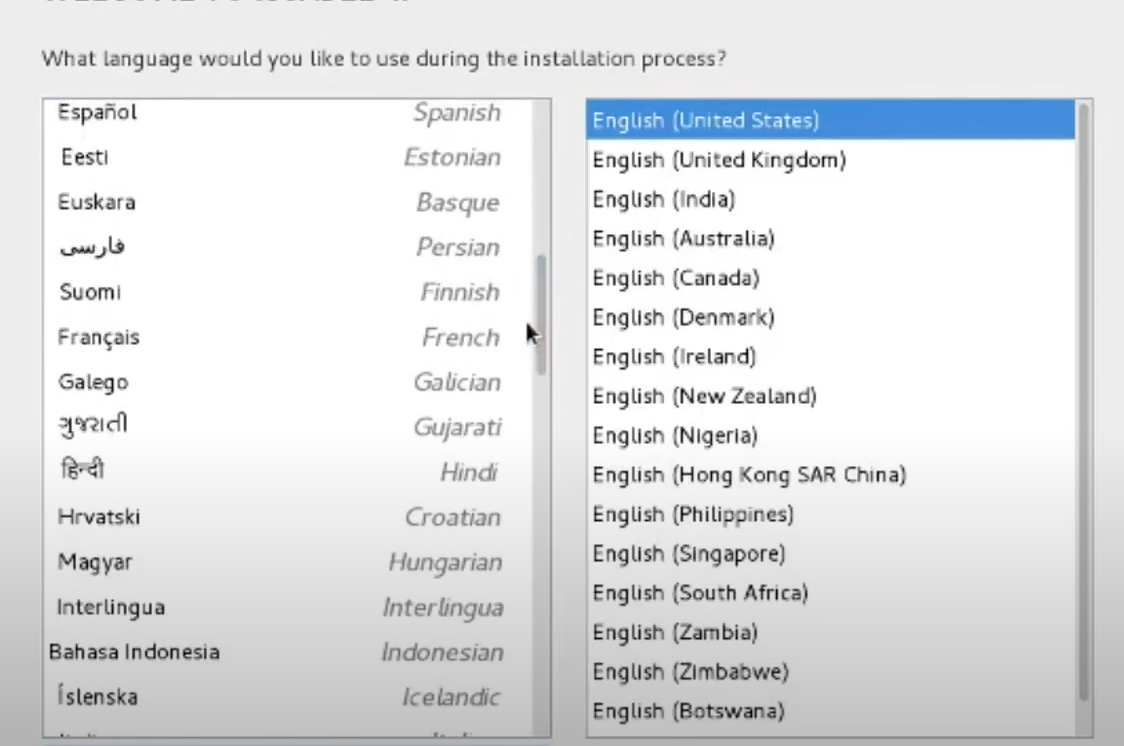 What language would you like to use during the installation process?
Español Spanish
Eesti Estonian
Euskara Basque
فارسی Persian
Suomi Finnish
Français French
Galego Galician
ગુજરાતી Gujarati
हिन्दी Hindi
Hrvatski Croatian
Magyar Hungarian
Interlingua Interlingua
Bahasa Indonesia Indonesian
Íslenska Icelandic
English (United States)
English (United Kingdom)
English (India)
English (Australia)
English (Canada)
English (Denmark)
English (Ireland)
English (New Zealand)
English (Nigeria)
English (Hong Kong SAR China)
English (Philippines)
English (Singapore)
English (South Africa)
English (Zambia)
English (Zimbabwe)
English (Botswana)